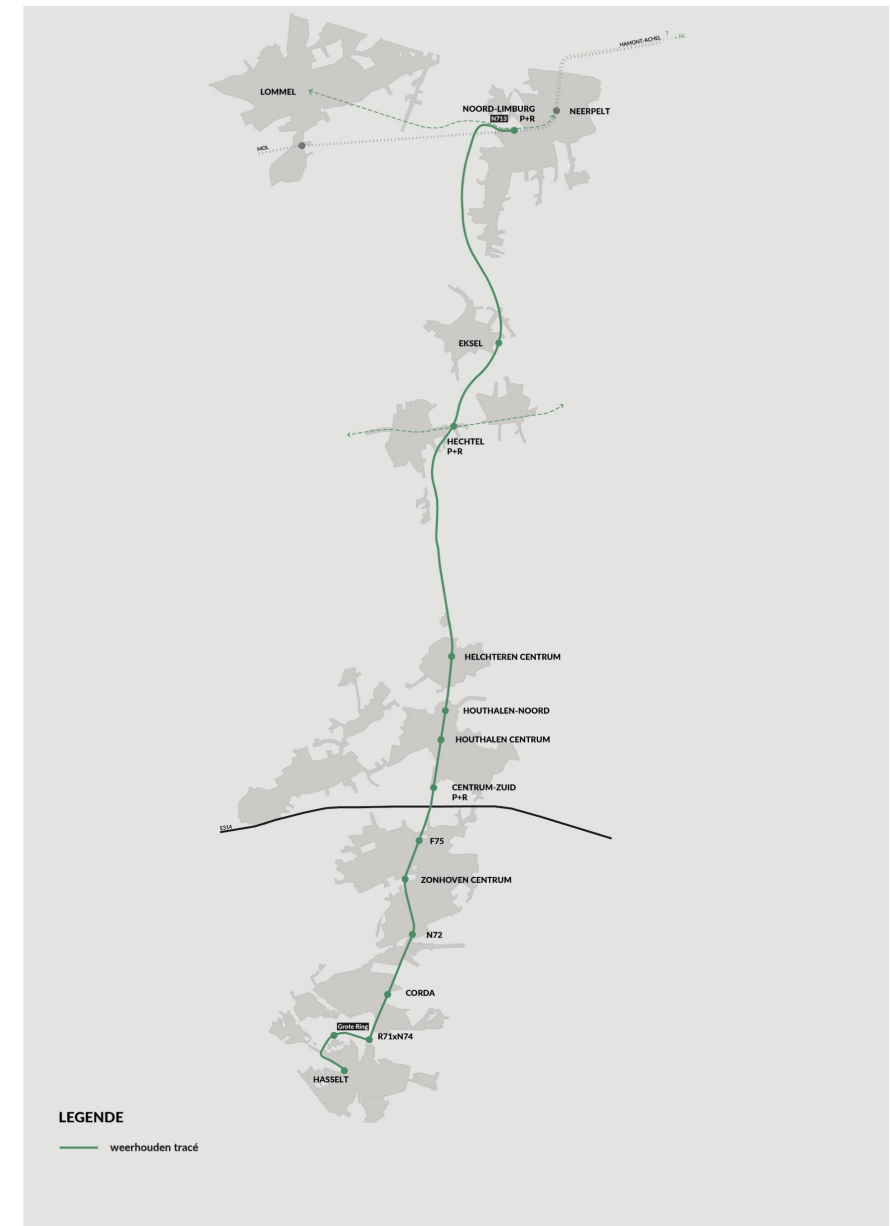 HAMONT-ACHEL
?
NL
LOMMEL
NOORD-LIMBURG
N713 P+R
NEERPELT
MOL
EKSEL
HECHTEL
P+R
HELCHTEREN CENTRUM
HOUTHALEN-NOORD
HOUTHALEN CENTRUM
CENTRUM-ZUID
P+R
E314
F75
ZONHOVEN CENTRUM
N72
CORDA
Grote Ring
R71xN74
HASSELT
LEGENDE
weerhouden tracé